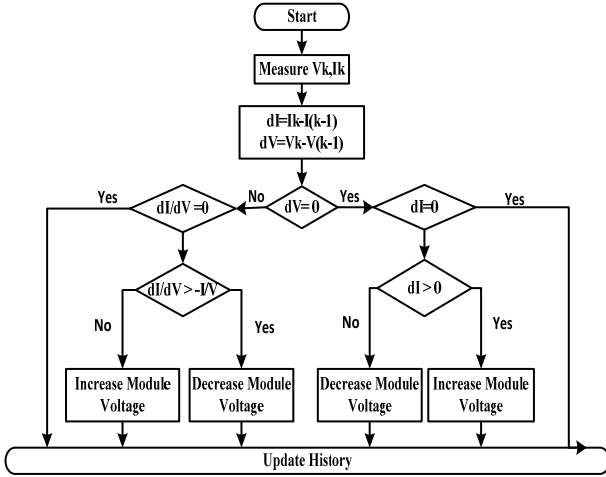 Start
Measure Vk,Ik
dI=Ik-I(k-1)
dV=Vk-V(k-1)
Yes
dI/dV=0
No
dV=0
Yes
dI=0
Yes
dI/dV>-I/V
dI>0
No
Yes
No
Yes
Increase Module
Voltage
Decrease Module
Voltage
Decrease Module
Voltage
Increase Module
Voltage
Update History